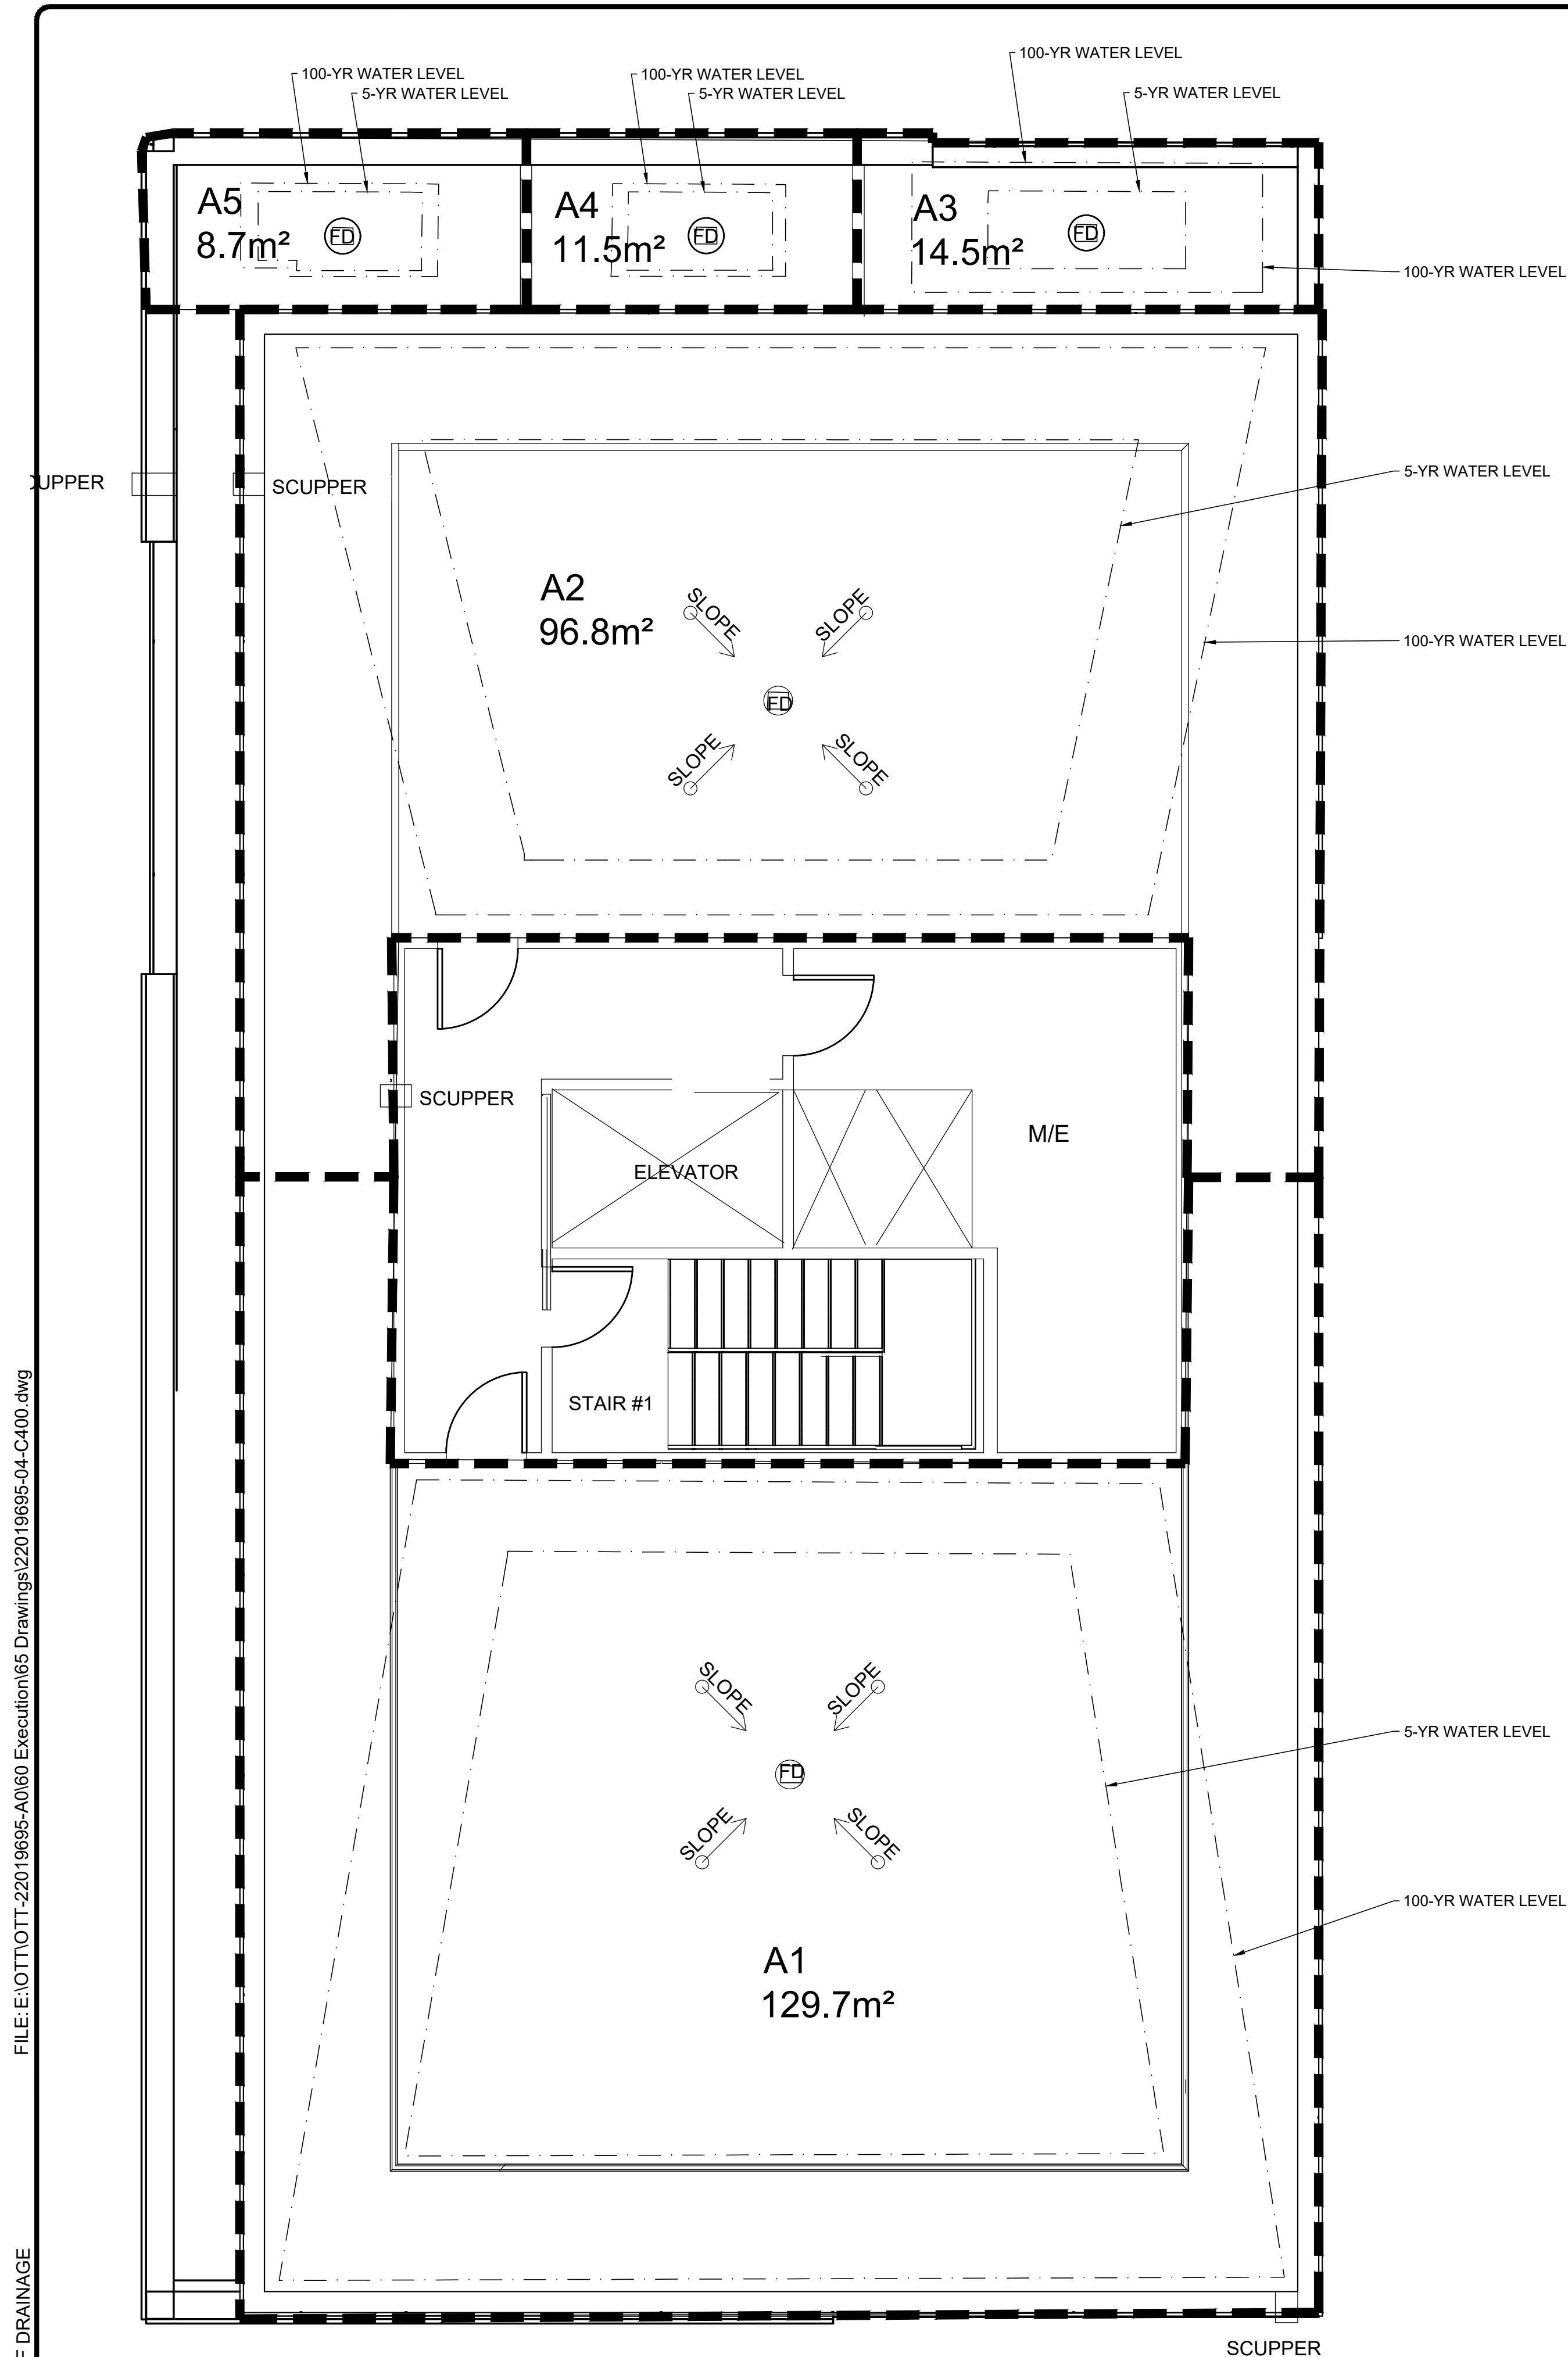 100-YR WATER LEVEL
100-YR WATER LEVEL
5-YR WATER LEVEL
100-YR WATER LEVEL
5-YR WATER LEVEL
5-YR WATER LEVEL
A5
8.7m²
FD
A4
11.5m²
FD
A3
14.5m²
FD
100-YR WATER LEVEL
SCUPPER
5-YR WATER LEVEL
A2
96.8m²
SLOPE
SLOPE
100-YR WATER LEVEL
FD
SLOPE
SLOPE
SCUPPER
M/E
ELEVATOR
STAIR #1
FILE: E:\OTT\OTT-22019695-A0\60 Execution\65 Drawings\22019695-04-C400.dwg
SLOPE
SLOPE
5-YR WATER LEVEL
FD
SLOPE
SLOPE
100-YR WATER LEVEL
A1
129.7m²
DRAINAGE
SCUPPER